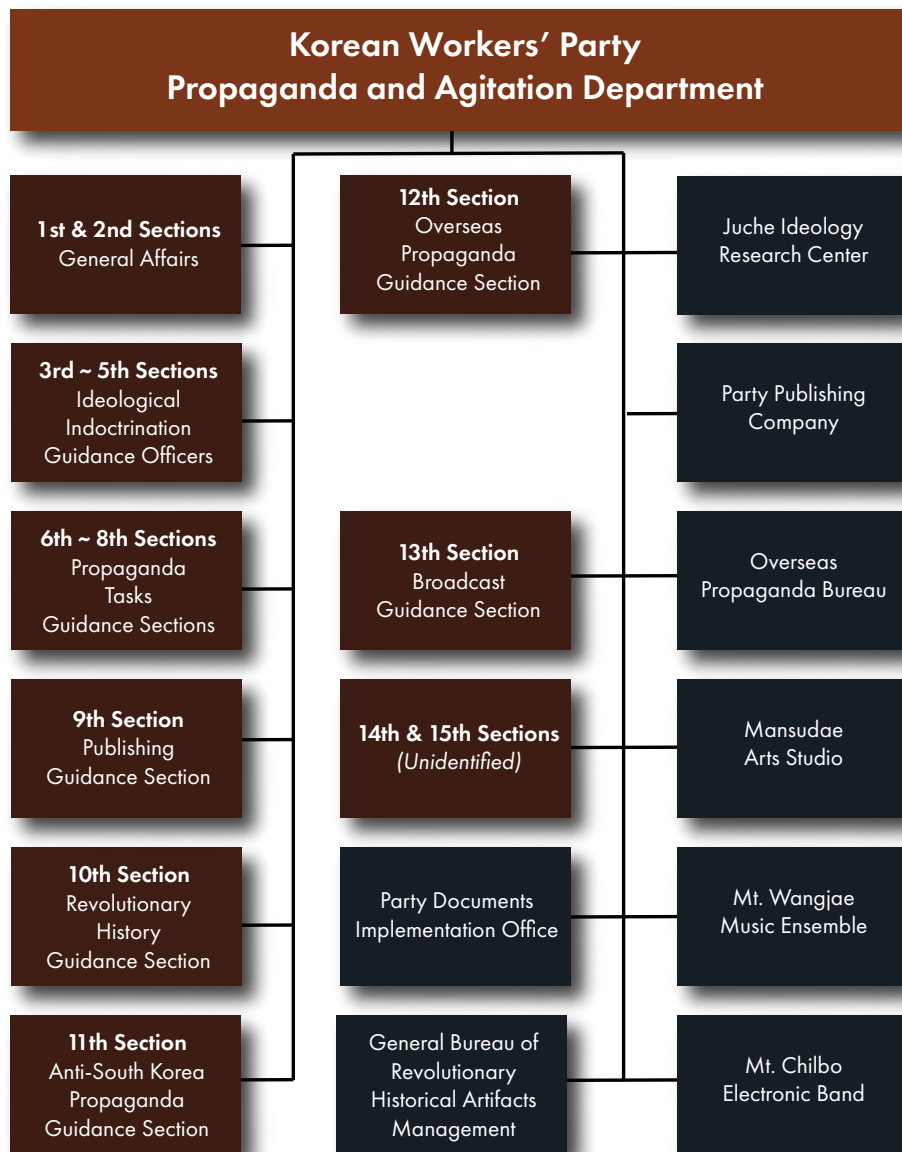 Korean Workers’ Party
Propaganda and Agitation Department
1st & 2nd Sections
General Affairs
3rd ~ 5th Sections
Ideological
Indoctrination
Guidance Officers
6th ~ 8th Sections
Propaganda
Tasks
Guidance Sections
9th Section
Publishing
Guidance Section
10th Section
Revolutionary
History
Guidance Section
11th Section
Anti-South Korea
Propaganda
Guidance Section
12th Section
Overseas
Propaganda
Guidance Section
13th Section
Broadcast
Guidance Section
14th & 15th Sections
(Unidentified)
Party Documents
Implementation Office
General Bureau of
Revolutionary
Historical Artifacts
Management
Juche Ideology
Research Center
Party Publishing
Company
Overseas
Propaganda Bureau
Mansudae
Arts Studio
Mt. Wangjae
Music Ensemble
Mt. Chilbo
Electronic Band